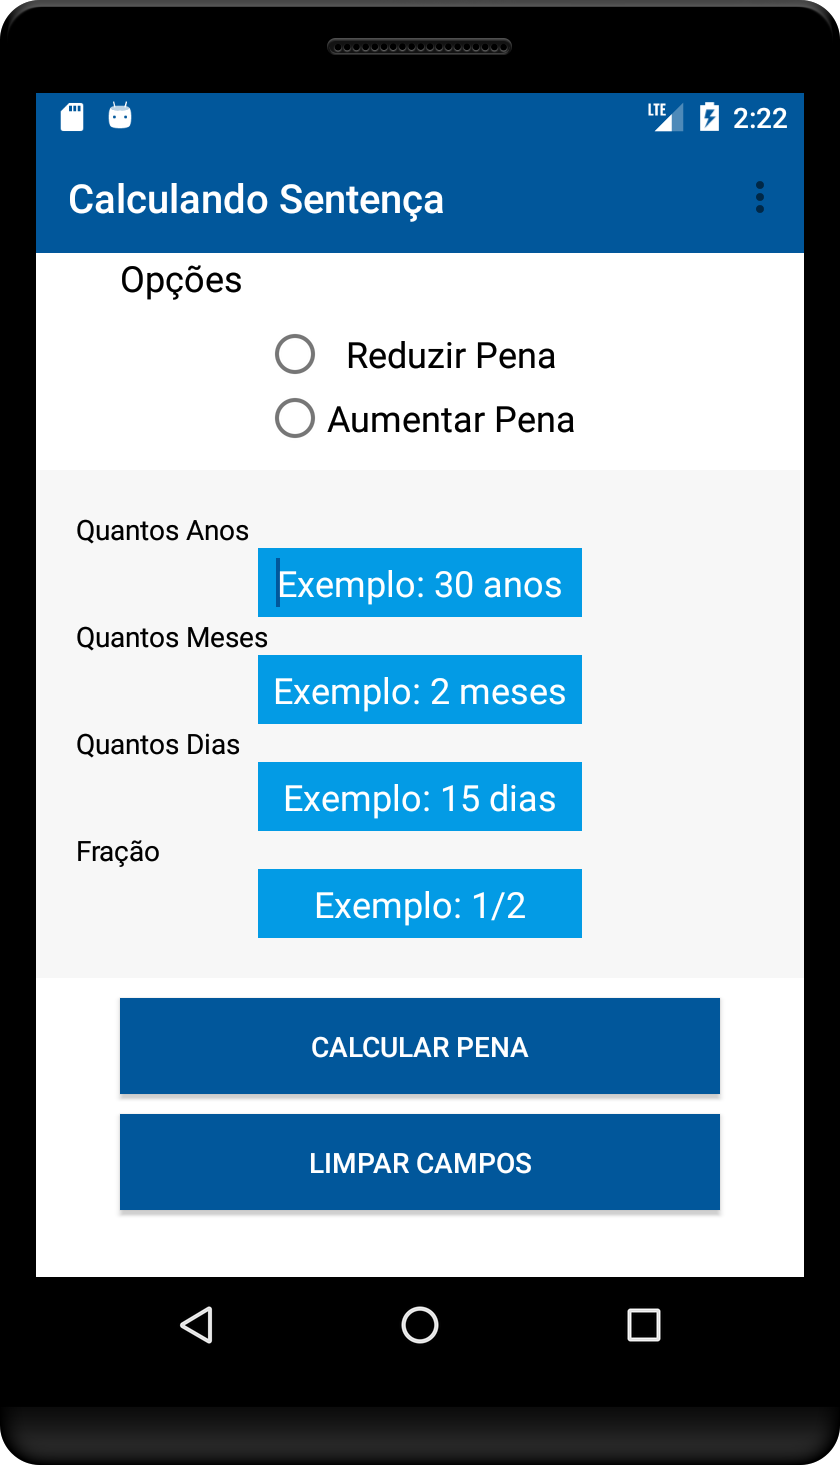 LTE 2:22
Calculando Sentença
Opções
Reduzir Pena
Aumentar Pena
Quantos Anos
Exemplo: 30 anos
Quantos Meses
Exemplo: 2 meses
Quantos Dias
Exemplo: 15 dias
Fração
Exemplo: 1/2
CALCULAR PENA
LIMPAR CAMPOS